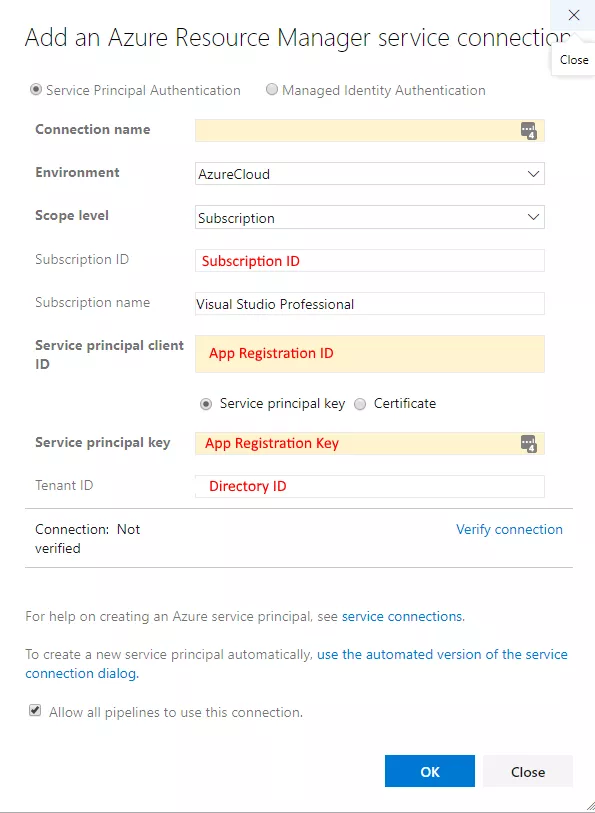 Add an Azure Resource Manager service connection
Close
Service Principal Authentication Managed Identity Authentication
Connection name
4
Environment AzureCloud
Scope level Subscription
Subscription ID Subscription ID
Subscription name Visual Studio Professional
Service principal client
ID
App Registration ID
Service principal key Certificate
Service principal key App Registration Key
4
Tenant ID Directory ID
Connection: Not
verified
Verify connection
For help on creating an Azure service principal, see service connections.
To create a new service principal automatically, use the automated version of the service
connection dialog.
Allow all pipelines to use this connection.
OK Close